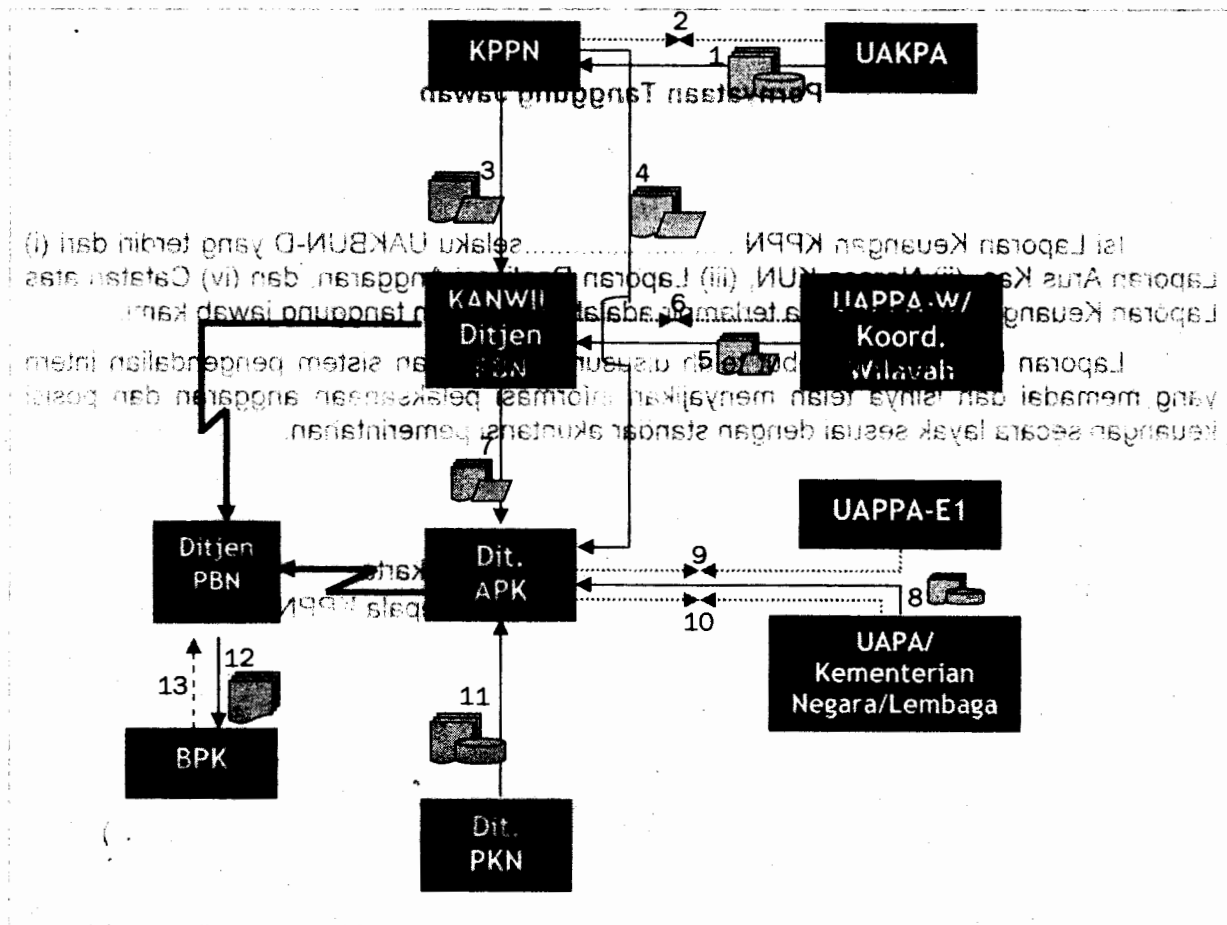 2
KPPN
UAKPA
1
Pernyataan Tanggung Jawab
3
4
Isi Laporan Keuangan KPPN ........................selaku UAKBUN-D yang terdiri dari (i)
Laporan Arus Kas, (ii) Neraca KUN, (iii) Laporan Realisasi Anggaran, dan (iv) Catatan atas
Laporan Keuangan terlampir adalah tanggung jawab kami.
KANWIL
Ditjen
PBN
6
UAPPA-W/
Koord.
Wilayah
5
Laporan disusun sistem pengendalian intern
yang memadai dan isinya telah menyajikan informasi pelaksanaan anggaran dan posisi
keuangan secara layak sesuai dengan standar akuntansi pemerintahan.
7
UAPPA-E1
Ditjen
PBN
Dit.
APK
9
8
10
KPPN
UAPA/
Kementerian
Negara/Lembaga
12
13
11
BPK
Dit.
PKN